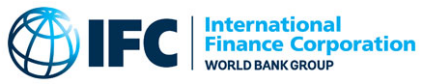 IFC
International
Finance Corporation
WORLD BANK GROUP